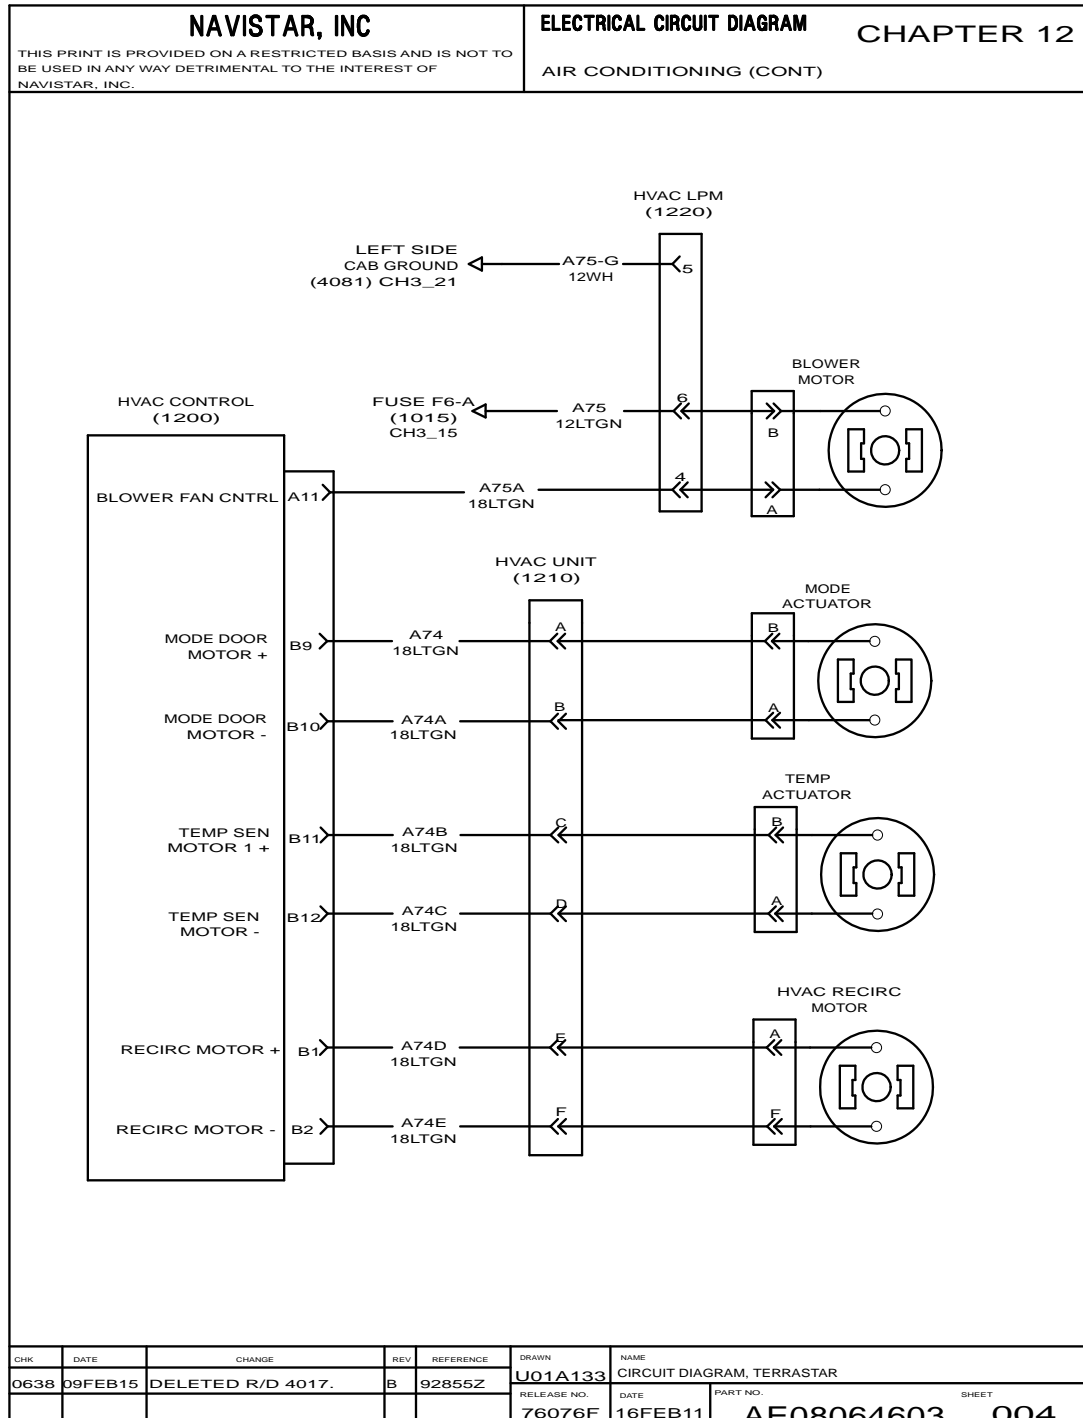 NAVISTAR, INC
THIS PRINT IS PROVIDED ON A RESTRICTED BASIS AND IS NOT TO
BE USED IN ANY WAY DETRIMENTAL TO THE INTEREST OF
NAVISTAR, INC.
ELECTRICAL CIRCUIT DIAGRAM
CHAPTER 12
AIR CONDITIONING (CONT)
HVAC LPM
(1220)
LEFT SIDE
CAB GROUND
(4081) CH3_21
A75-G
12WH
5
BLOWER
MOTOR
HVAC CONTROL
(1200)
FUSE F6-A
(1015)
CH3_15
A75
12LTGN
6
B
BLOWER FAN CNTRL
A11
A75A
18LTGN
4
A
HVAC UNIT
(1210)
MODE
ACTUATOR
MODE DOOR
MOTOR +
B9
A74
18LTGN
A
B
MODE DOOR
MOTOR -
B10
A74A
18LTGN
B
A
TEMP
ACTUATOR
TEMP SEN
MOTOR 1 +
B11
A74B
18LTGN
C
B
TEMP SEN
MOTOR -
B12
A74C
18LTGN
D
A
HVAC RECIRC
MOTOR
RECIRC MOTOR +
B1
A74D
18LTGN
E
A
RECIRC MOTOR -
B2
A74E
18LTGN
F
F
CHK DATE CHANGE REV REFERENCE
0638 09FEB15 DELETED R/D 4017. B 92855Z
DRAWN
U01A133
NAME
CIRCUIT DIAGRAM, TERRASTAR
RELEASE NO.
76076F
DATE
16FEB11
PART NO.
AE08064603
SHEET
004